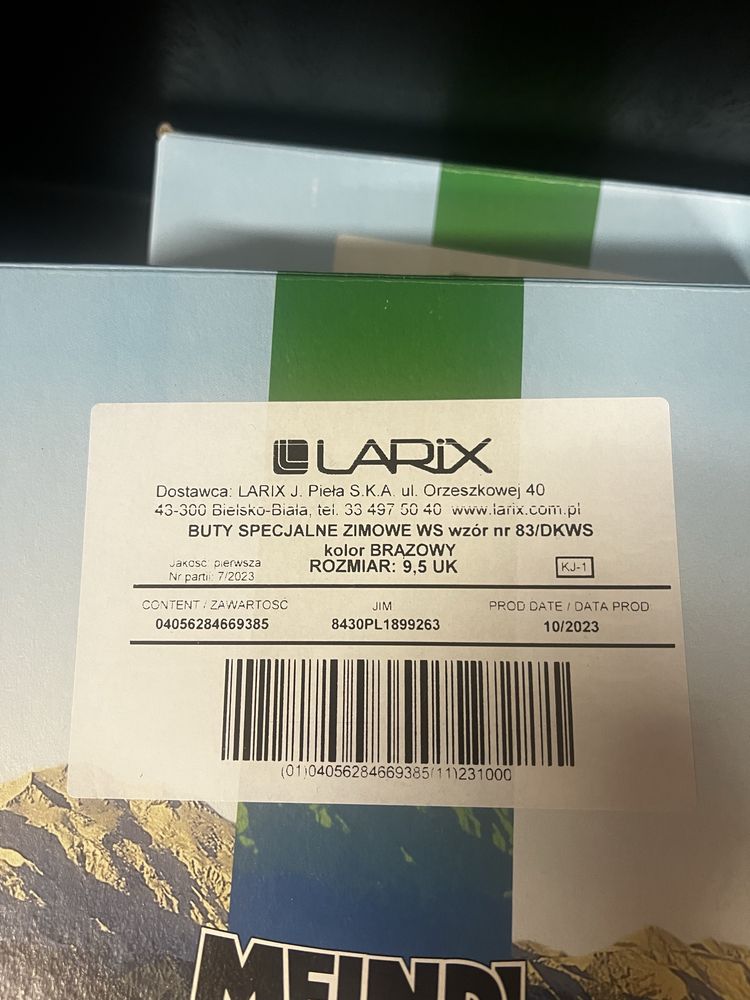 LARIX
Dostawca: LARIX J. Pieła S.K.A. ul. Orzeszkowej 40
43-300 Bielsko-Biała, tel. 33 497 50 40 www.larix.com.pl
BUTY SPECJALNE ZIMOWE WS wzór nr 83/DKWS
kolor BRĄZOWY
Jakość: pierwsza
ROZMIAR: 9,5 UK
KJ-1
Nr partii: 7/2023
CONTENT / ZAWARTOŚĆ JIM PROD DATE / DATA PROD
04056284669385 8430PL1899263 10/2023
(01)04056284669385(11)231000
MEINDL